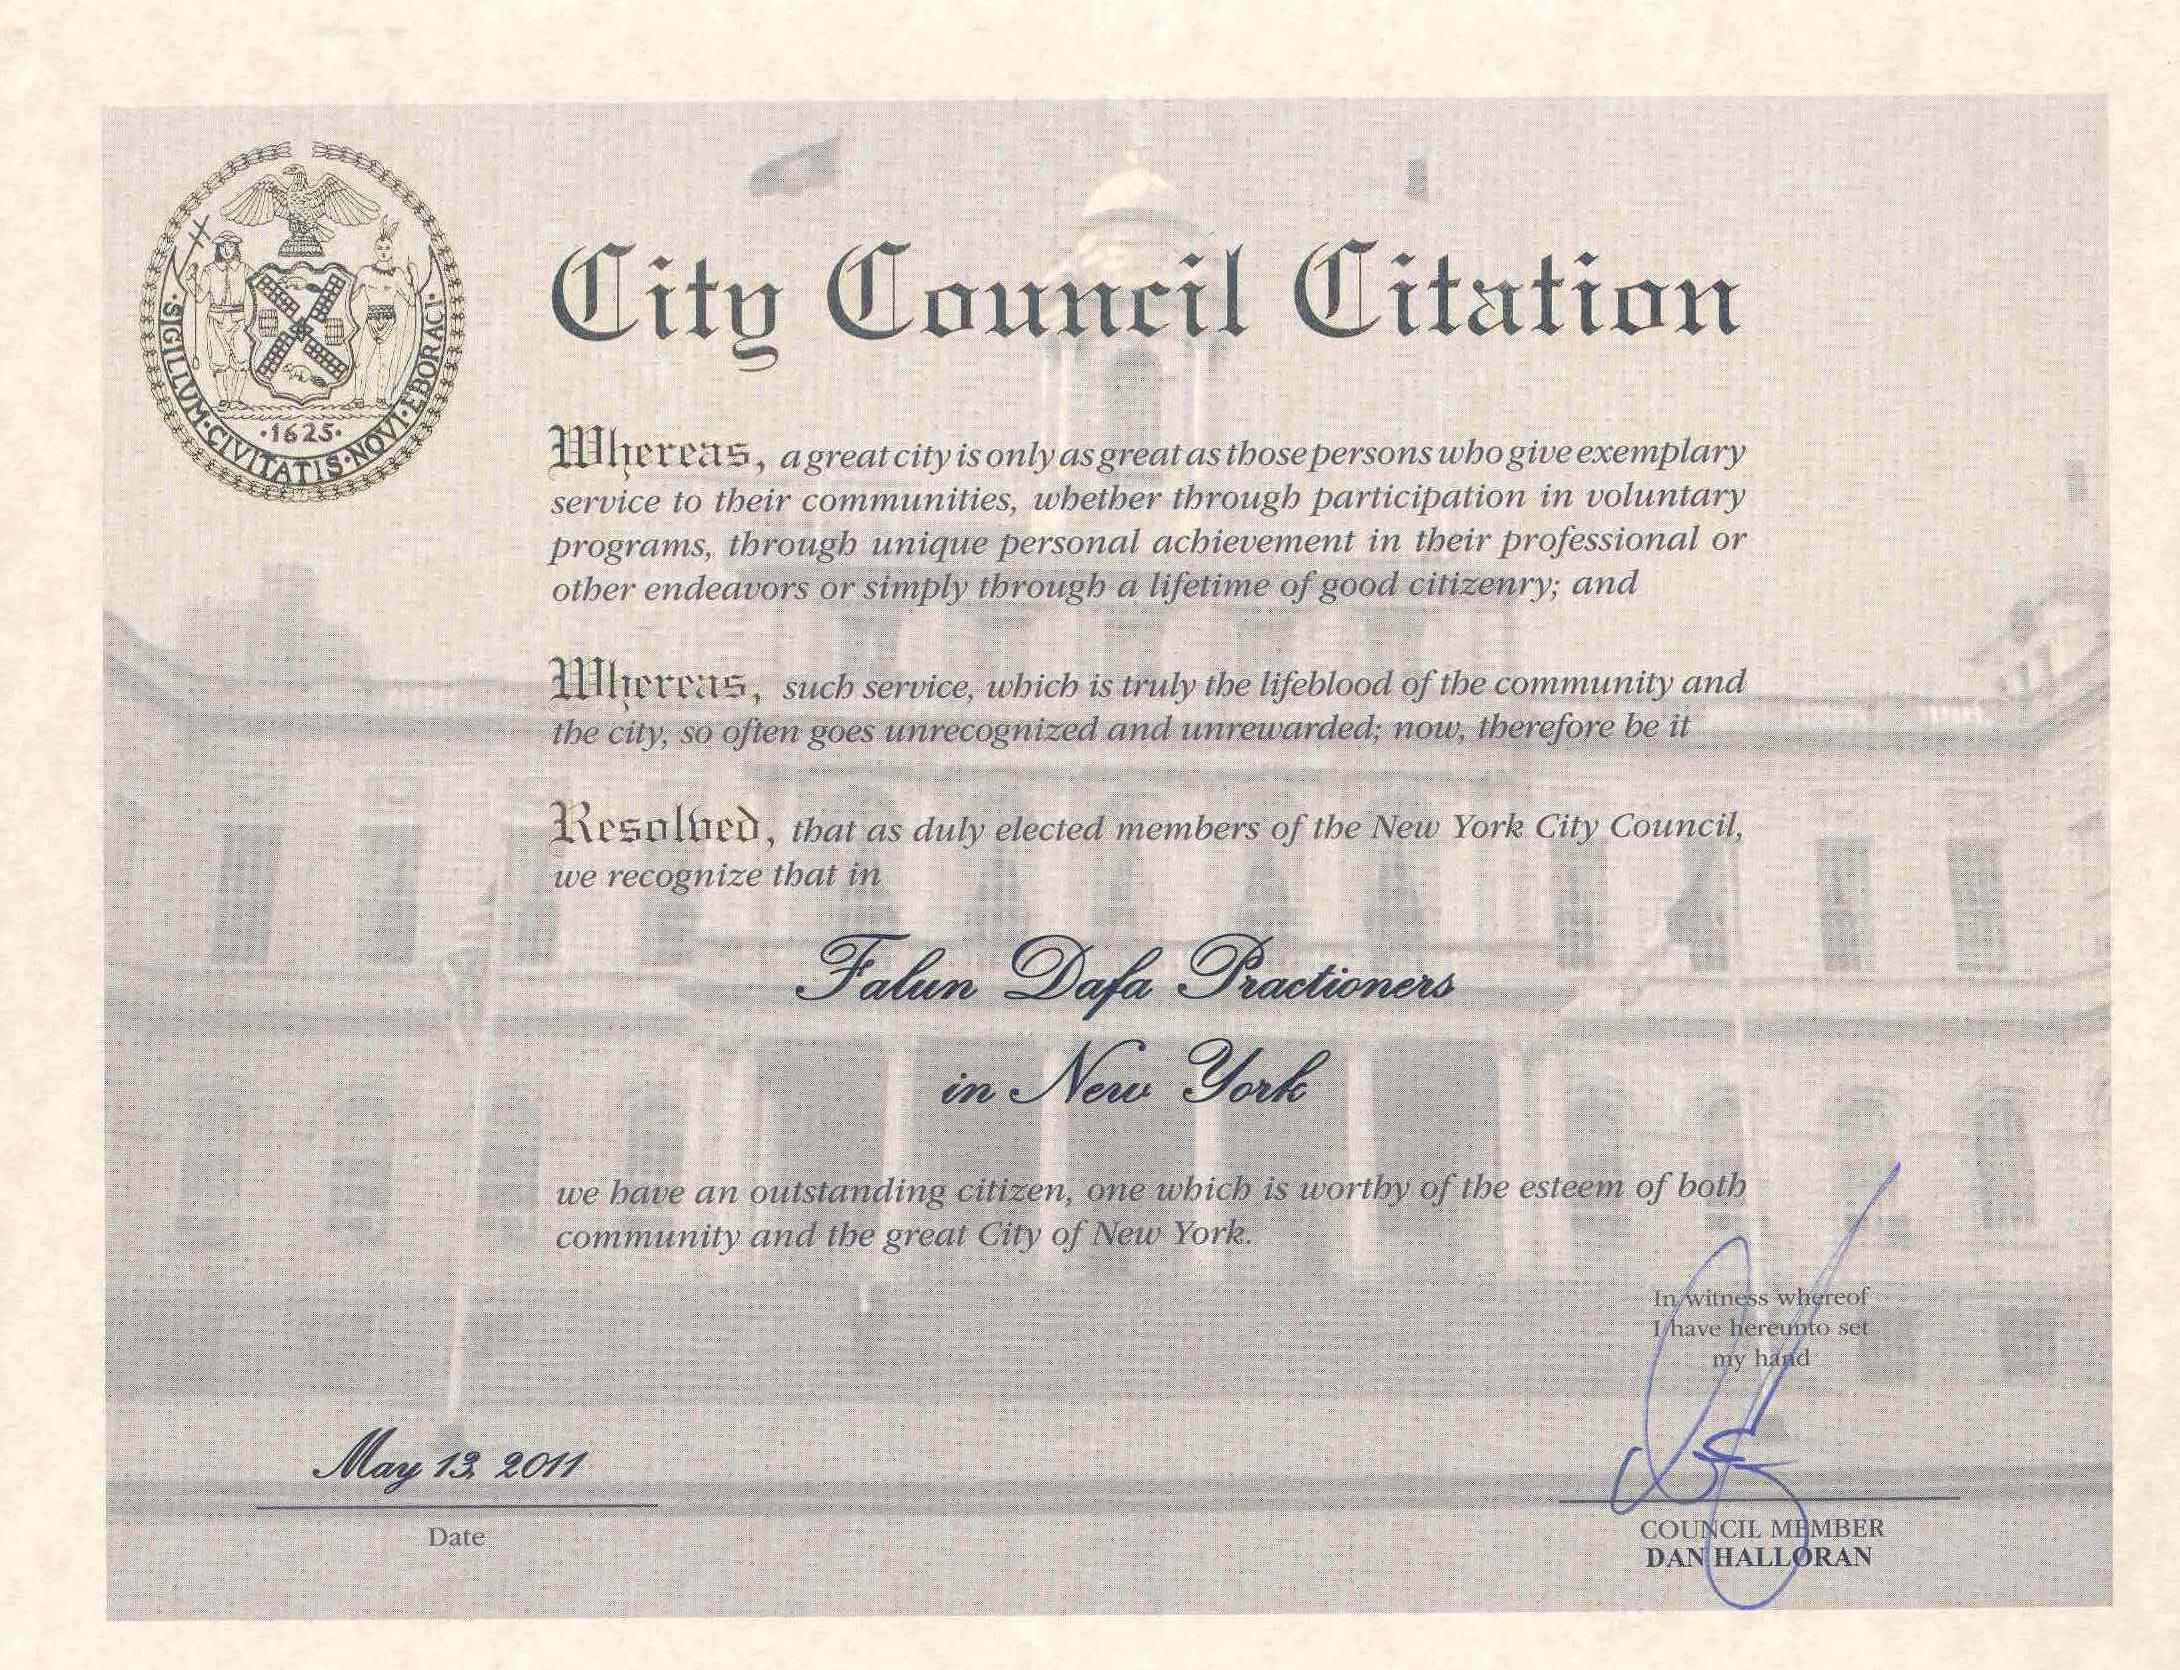 City Council Citation
·SIGILLUM·CIVITATIS·NOVI·EBORACI·
·1625·
Whereas, a great city is only as great as those persons who give exemplary
service to their communities, whether through participation in voluntary
programs, through unique personal achievement in their professional or
other endeavors or simply through a lifetime of good citizenry; and
Whereas, such service, which is truly the lifeblood of the community and
the city, so often goes unrecognized and unrewarded; now, therefore be it
Resolved, that as duly elected members of the New York City Council,
we recognize that in
Falun Dafa Practioners
in New York
we have an outstanding citizen, one which is worthy of the esteem of both
community and the great City of New York.
In witness whereof
I have hereunto set
my hand
May 13, 2011
Date
COUNCIL MEMBER
DAN HALLORAN